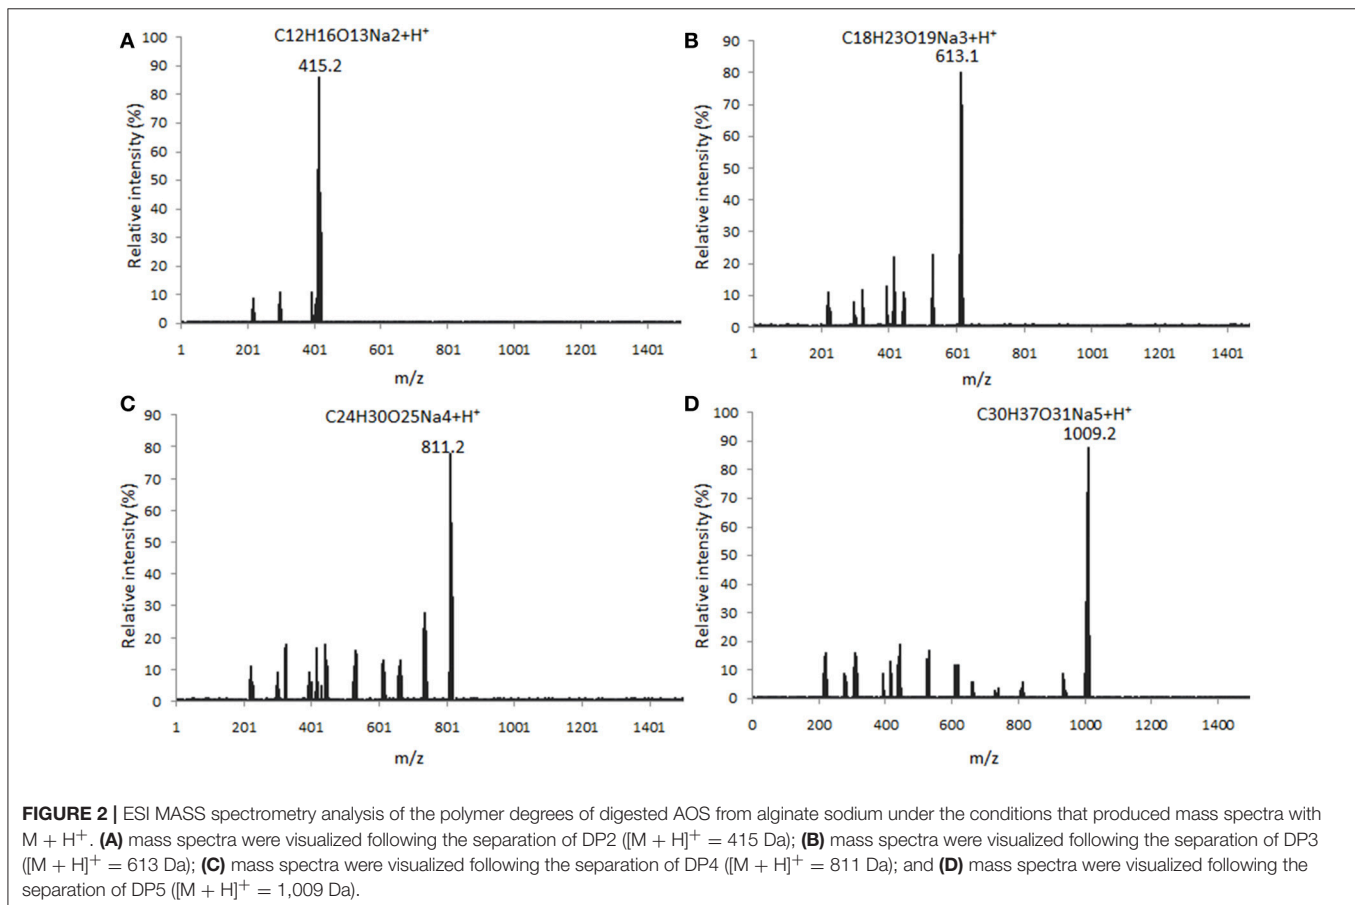 A
C12H16O13Na2+H⁺
415.2
100
90
80
70
60
50
40
30
20
10
0
Relative intensity (%)
1 201 401 601 801 1001 1201 1401
m/z
B
C18H23O19Na3+H⁺
613.1
90
80
70
60
50
40
30
20
10
0
Relative intensity (%)
1 201 401 601 801 1001 1201 1401
m/z
C
C24H30O25Na4+H⁺
811.2
90
80
70
60
50
40
30
20
10
0
Relative intensity (%)
1 201 401 601 801 1001 1201 1401
m/z
D
C30H37O31Na5+H⁺
1009.2
100
90
80
70
60
50
40
30
20
10
0
Relative intensity (%)
0 200 400 600 800 1000 1200 1400
m/z
FIGURE 2 | ESI MASS spectrometry analysis of the polymer degrees of digested AOS from alginate sodium under the conditions that produced mass spectra with
M + H⁺. (A) mass spectra were visualized following the separation of DP2 ([M + H]⁺ = 415 Da); (B) mass spectra were visualized following the separation of DP3
([M + H]⁺ = 613 Da); (C) mass spectra were visualized following the separation of DP4 ([M + H]⁺ = 811 Da); and (D) mass spectra were visualized following the
separation of DP5 ([M + H]⁺ = 1,009 Da).